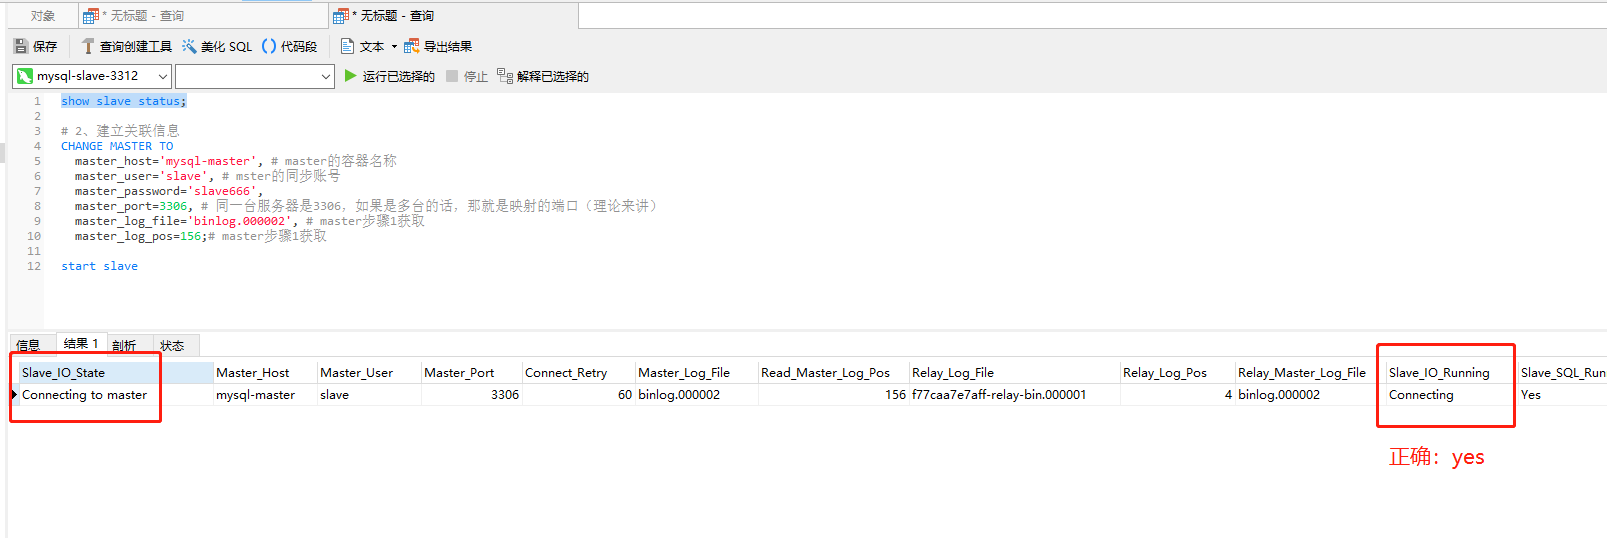 对象
* 无标题 - 查询
* 无标题 - 查询
保存
查询创建工具
美化 SQL
代码段
文本
导出结果
mysql-slave-3312
运行已选择的
停止
解释已选择的
1 show slave status;
2
3 # 2、建立关联信息
4 CHANGE MASTER TO
5 master_host='mysql-master', # master的容器名称
6 master_user='slave', # mster的同步账号
7 master_password='slave666',
8 master_port=3306, # 同一台服务器是3306，如果是多台的话，那就是映射的端口（理论来讲）
9 master_log_file='binlog.000002', # master步骤1获取
10 master_log_pos=156;# master步骤1获取
11
12 start slave
信息 结果 1 剖析 状态
Slave_IO_State Master_Host Master_User Master_Port Connect_Retry Master_Log_File Read_Master_Log_Pos Relay_Log_File Relay_Log_Pos Relay_Master_Log_File Slave_IO_Running Slave_SQL_Run
Connecting to master mysql-master slave 3306 60 binlog.000002 156 f77caa7e7aff-relay-bin.000001 4 binlog.000002 Connecting Yes
正确：yes